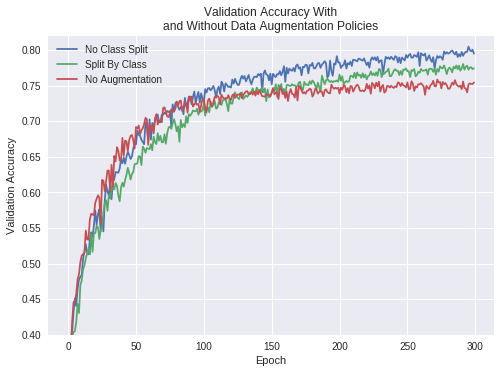 Validation Accuracy With
and Without Data Augmentation Policies
No Class Split
Split By Class
No Augmentation
Validation Accuracy
0.80
0.75
0.70
0.65
0.60
0.55
0.50
0.45
0.40
0
50
100
150
200
250
300
Epoch